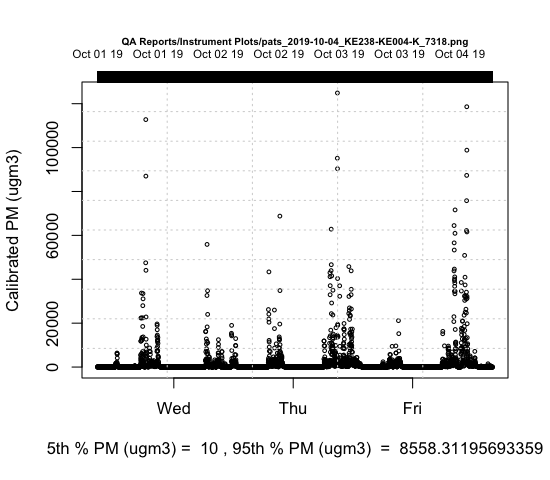 QA Reports/Instrument Plots/pats_2019-10-04_KE238-KE004-K_7318.png
Oct 01 19 Oct 01 19 Oct 02 19 Oct 02 19 Oct 03 19 Oct 03 19 Oct 04 19
Calibrated PM (ugm3)
100000
60000
20000
0
Wed Thu Fri
5th % PM (ugm3) = 10 , 95th % PM (ugm3) = 8558.31195693359